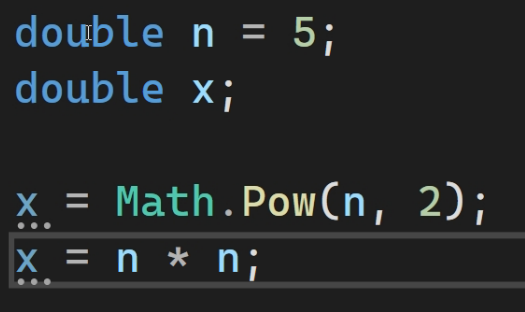 double n = 5;
double x;
x = Math.Pow(n, 2);
x = n * n;